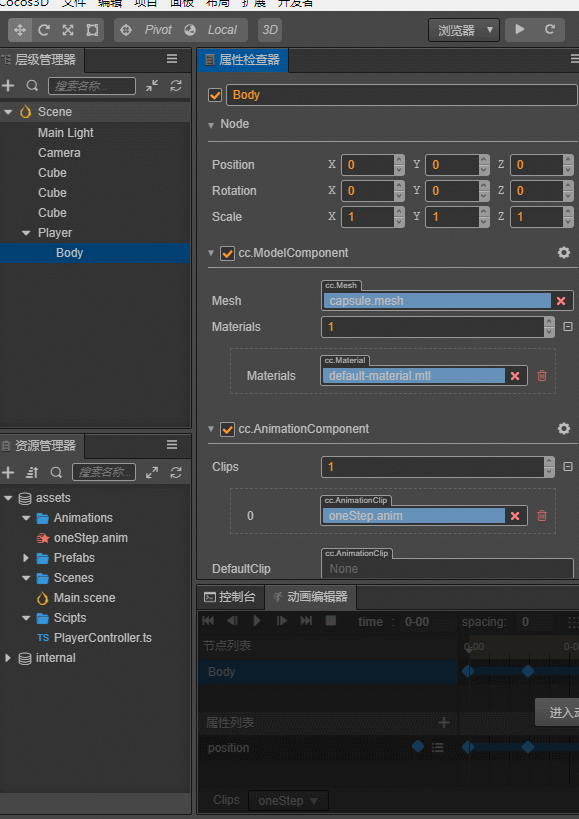 Cocos3D 文件 编辑 项目 面板 布局 扩展 开发者
Pivot Local 3D 浏览器
层级管理器
搜索名称...
Scene
Main Light
Camera
Cube
Cube
Cube
Player
Body
资源管理器
搜索名称...
assets
Animations
oneStep.anim
Prefabs
Scenes
Main.scene
Scipts
TS PlayerController.ts
internal
属性检查器
Body
Node
Position X 0 Y 0 Z 0
Rotation X 0 Y 0 Z 0
Scale X 1 Y 1 Z 1
cc.ModelComponent
cc.Mesh
Mesh capsule.mesh
Materials 1
cc.Material
Materials default-material.mtl
cc.AnimationComponent
Clips 1
cc.AnimationClip
0 oneStep.anim
cc.AnimationClip
DefaultClip None
控制台 动画编辑器
time : 0-00 spacing: 0
节点列表 0-00
Body
进入
属性列表
position
Clips oneStep